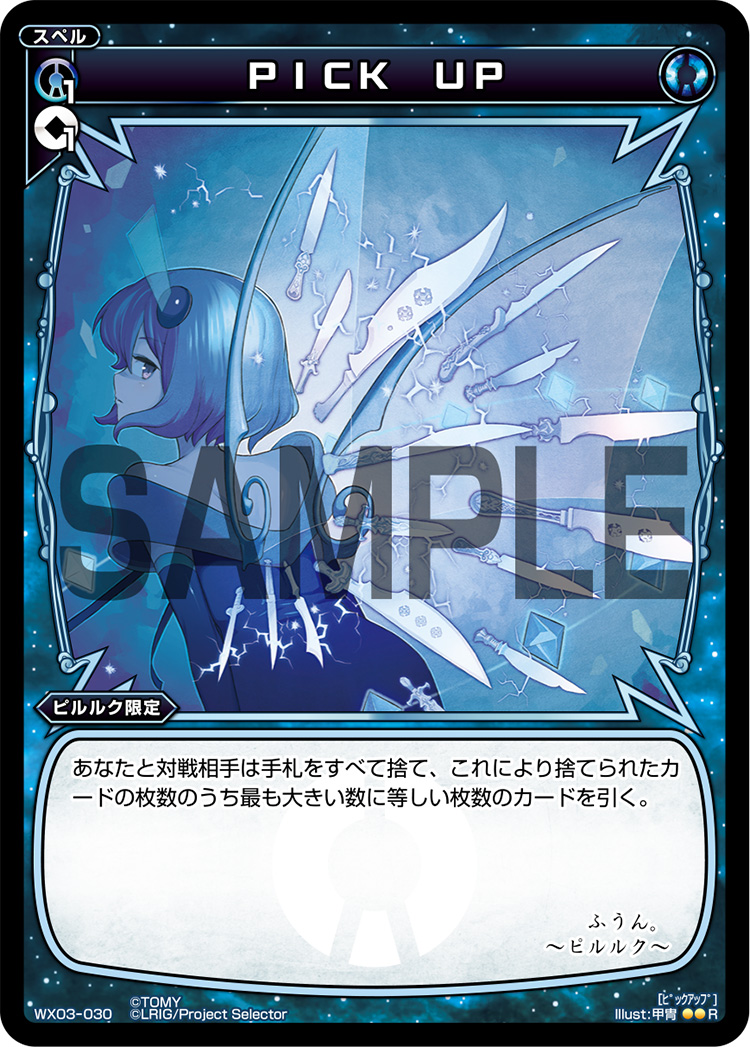 スペル
PICK UP
1
1
SAMPLE
ピルルク限定
あなたと対戦相手は手札をすべて捨て、これにより捨てられたカ
ードの枚数のうち最も大きい数に等しい枚数のカードを引く。
ふうん。
~ピルルク~
WX03-030 ©TOMY
©LRIG/Project Selector
[ピックアップ]
Illust:甲冑 R